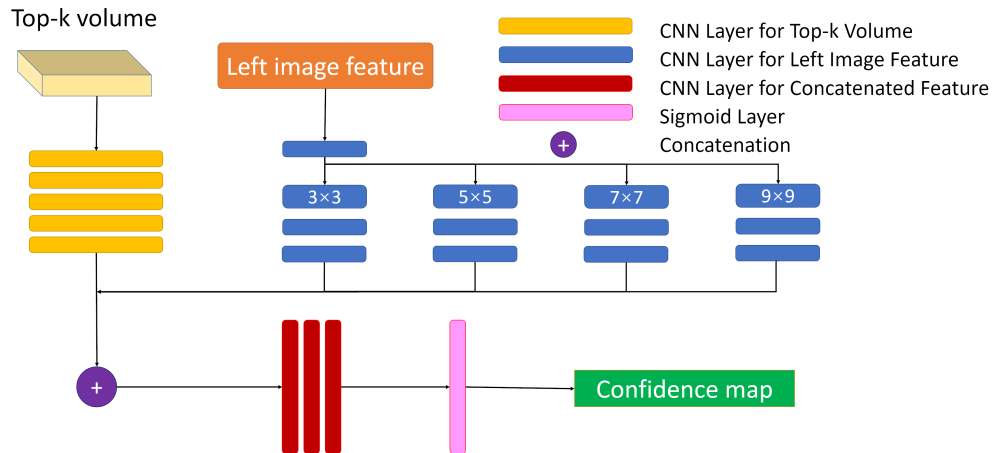 Top-k volume
Left image feature
CNN Layer for Top-k Volume
CNN Layer for Left Image Feature
CNN Layer for Concatenated Feature
Sigmoid Layer
+
Concatenation
3×3
5×5
7×7
9×9
+
Confidence map